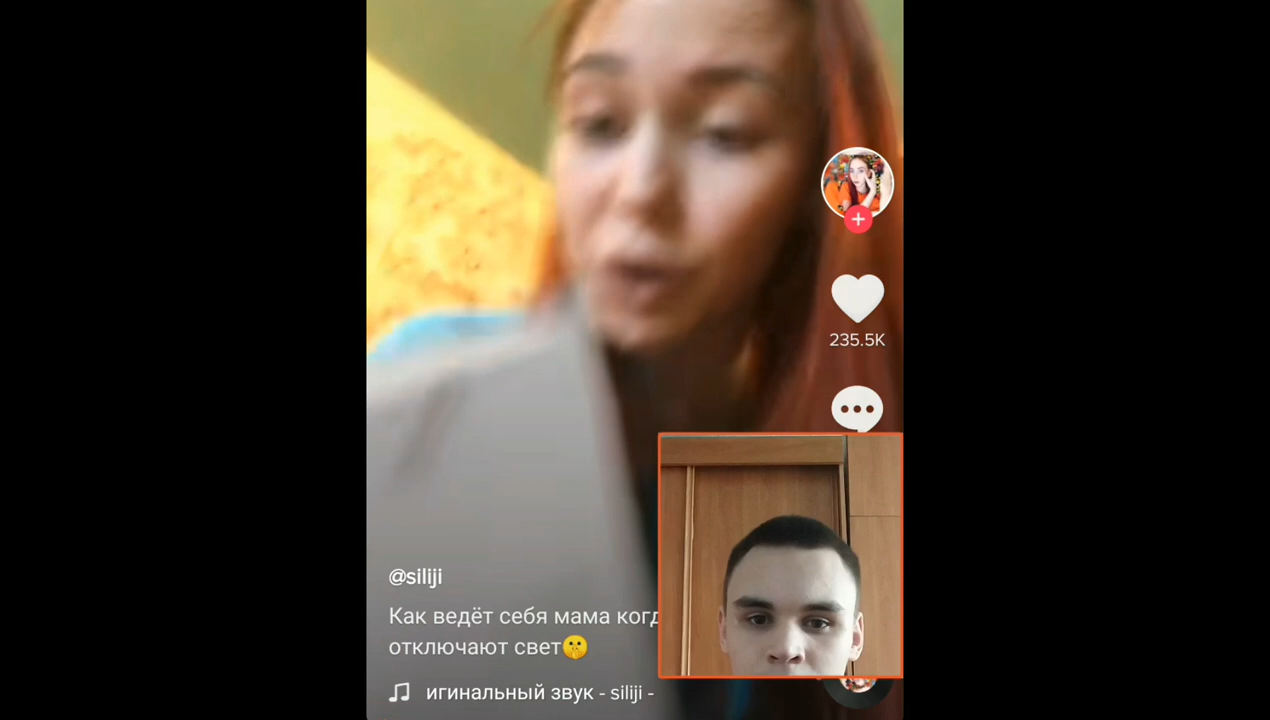 235.5K
@siliji
Как ведёт себя мама когд
отключают свет🤫
игинальный звук - siliji -